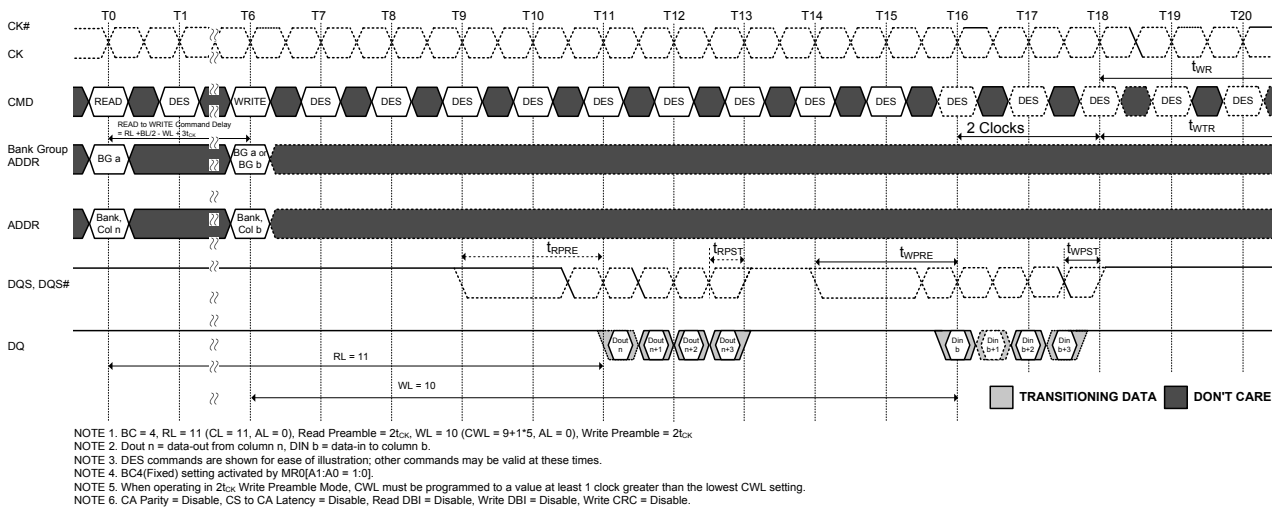 T0 T1 T6 T7 T8 T9 T10 T11 T12 T13 T14 T15 T16 T17 T18 T19 T20
CK#
CK
tWR
CMD READ DES WRITE DES DES DES DES DES DES DES DES DES DES DES DES DES DES
READ to WRITE Command Delay
= RL +BL/2 - WL + 3tCK
2 Clocks tWTR
Bank Group
ADDR
BG a
BG a or
BG b
ADDR
Bank,
Col n
Bank,
Col b
tRPRE tRPST tWPRE tWPST
DQS, DQS#
DQ
Dout
n
Dout
n+1
Dout
n+2
Dout
n+3
Din
b
Din
b+1
Din
b+2
Din
b+3
RL = 11
WL = 10
TRANSITIONING DATA DON'T CARE
NOTE 1. BC = 4, RL = 11 (CL = 11, AL = 0), Read Preamble = 2tCK, WL = 10 (CWL = 9+1*5, AL = 0), Write Preamble = 2tCK
NOTE 2. Dout n = data-out from column n, DIN b = data-in to column b.
NOTE 3. DES commands are shown for ease of illustration; other commands may be valid at these times.
NOTE 4. BC4(Fixed) setting activated by MR0[A1:A0 = 1:0].
NOTE 5. When operating in 2tCK Write Preamble Mode, CWL must be programmed to a value at least 1 clock greater than the lowest CWL setting.
NOTE 6. CA Parity = Disable, CS to CA Latency = Disable, Read DBI = Disable, Write DBI = Disable, Write CRC = Disable.